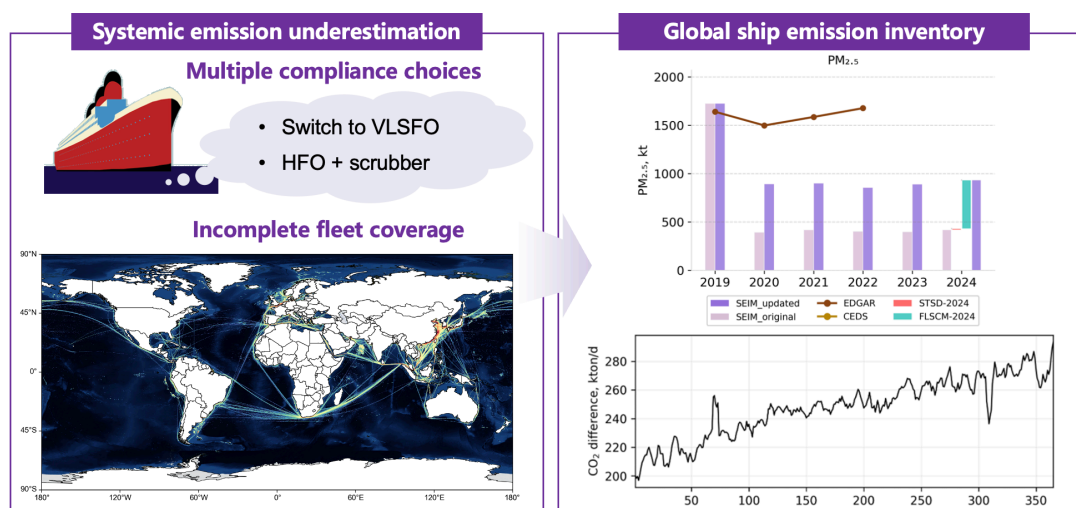 Systemic emission underestimation
Multiple compliance choices
• Switch to VLSFO
• HFO + scrubber
Incomplete fleet coverage
90°N
45°N
0°
45°S
90°S
180° 120°W 60°W 0° 60°E 120°E 180°
Global ship emission inventory
PM₂.₅
PM₂.₅, kt
2000
1500
1000
500
0
2019 2020 2021 2022 2023 2024
SEIM_updated EDGAR STSD-2024
SEIM_original CEDS FLSCM-2024
CO₂ difference, kton/d
280
260
240
220
200
50 100 150 200 250 300 350